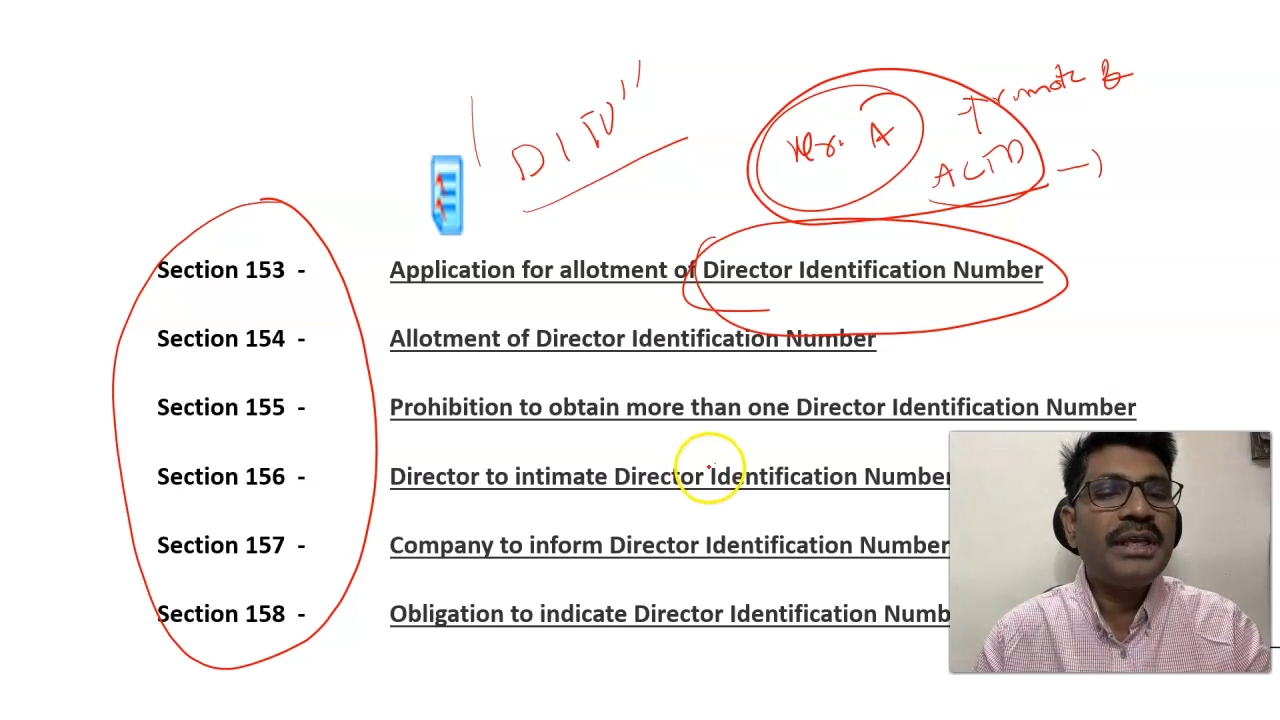 "DIN"
Mr. A
promote &
Section 153 - Application for allotment of Director Identification Number
Section 154 - Allotment of Director Identification Number
Section 155 - Prohibition to obtain more than one Director Identification Number
Section 156 - Director to intimate Director Identification Number
Section 157 - Company to inform Director Identification Number
Section 158 - Obligation to indicate Director Identification Numb